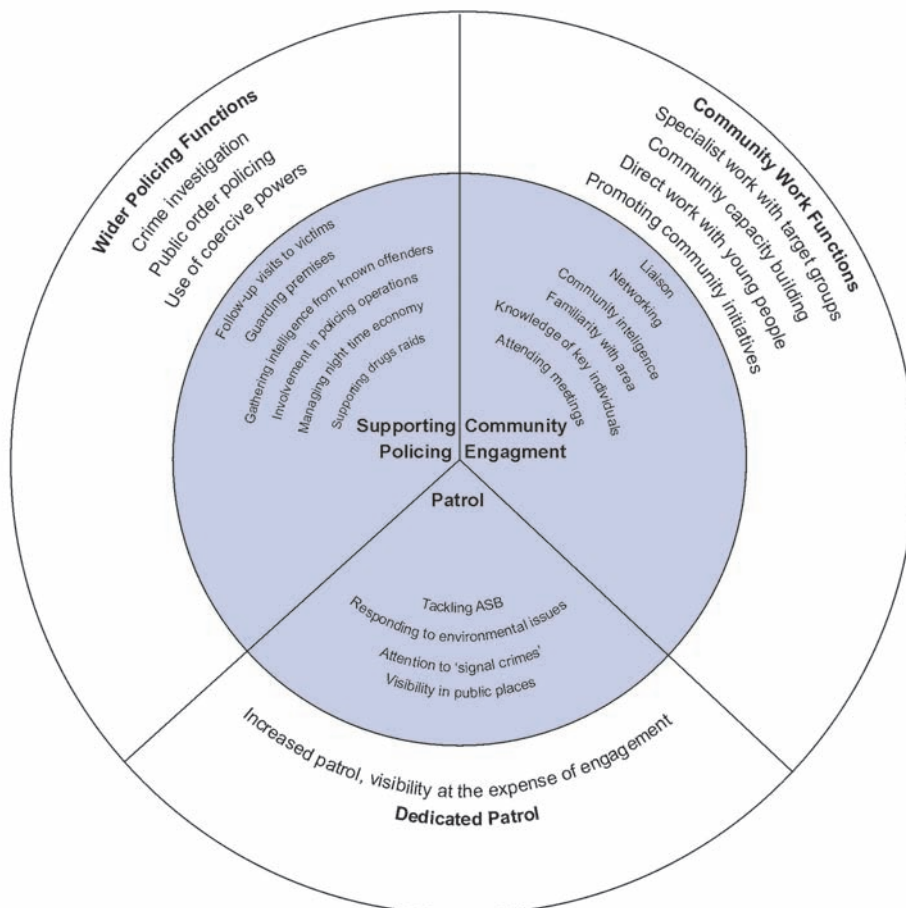 Wider Policing Functions
Crime investigation
Public order policing
Use of coercive powers
Community Work Functions
Specialist work with target groups
Community capacity building
Direct work with young people
Promoting community initiatives
Follow-up visits to victims
Guarding premises
Gathering intelligence from known offenders
Involvement in policing operations
Managing night time economy
Supporting drugs raids
Supporting
Policing
Liaison
Networking
Community inteligence
Familiarity with area
Knowledge of key individuals
Attending meetings
Community
Engagment
Patrol
Tackling ASB
Responding to environmental issues
Attention to ‘signal crimes’
Visibility in public places
Increased patrol, visibility at the expense of engagement
Dedicated Patrol